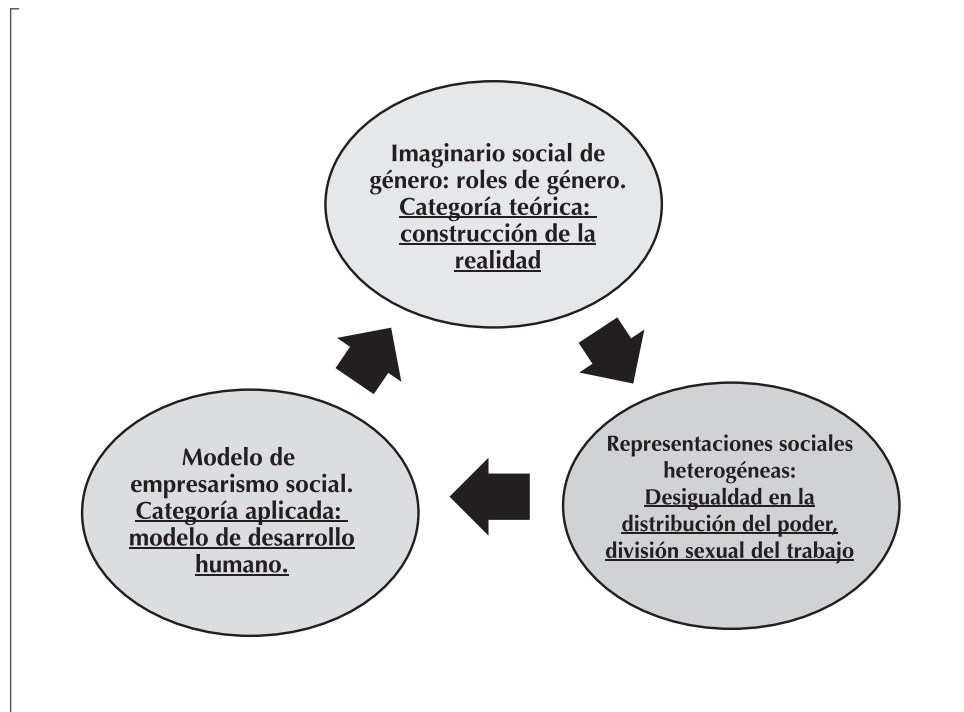 Imaginario social de
género: roles de género.
Categoría teórica:
construcción de la
realidad
Representaciones sociales
heterogéneas:
Desigualdad en la
distribución del poder,
división sexual del trabajo
Modelo de
empresarismo social.
Categoría aplicada:
modelo de desarrollo
humano.